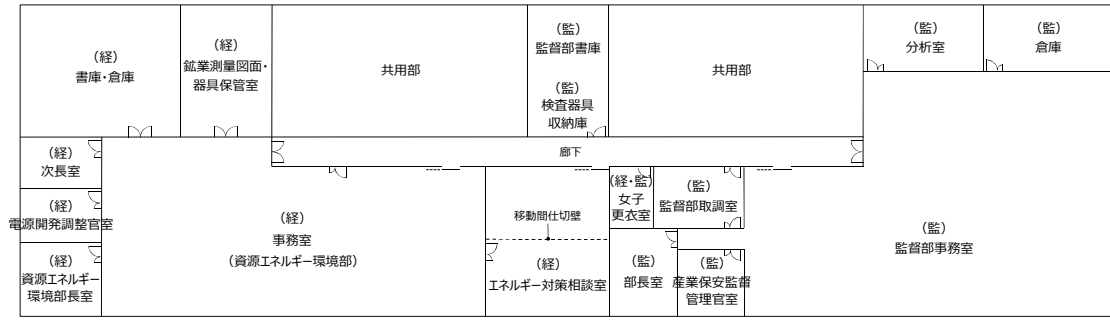 （経）
書庫・倉庫
（経）
鉱業測量図面・
器具保管室
共用部
（監）
監督部書庫
（監）
検査器具
収納庫
共用部
（監）
分析室
（監）
倉庫
廊下
（経）
次長室
（経）
電源開発調整官室
（経）
資源エネルギー
環境部長室
（経）
事務室
（資源エネルギー環境部）
移動間仕切壁
（経）
エネルギー対策相談室
（経・監）
女子
更衣室
（監）
監督部取調室
（監）
部長室
（監）
産業保安監督
管理官室
（監）
監督部事務室